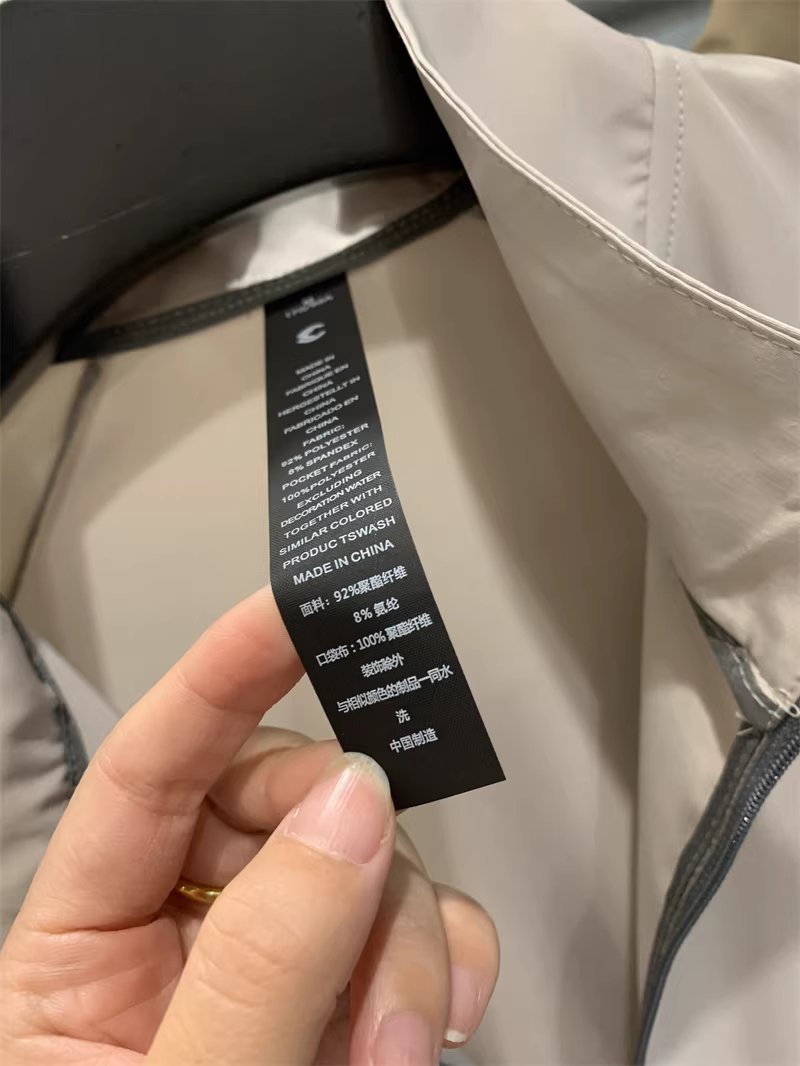 MADE IN
CHINA
FABRIQUE EN
CHINA
HERGESTELLT IN
CHINA
FABRICADO EN
CHINA
FABRIC:
92% POLYESTER
8% SPANDEX
POCKET FABRIC:
100%POLYESTER
EXCLUDING
DECORATION WATER
TOGETHER WITH
SIMILAR COLORED
PRODUC TSWASH
MADE IN CHINA
面料：92%聚酯纤维
8% 氨纶
口袋布：100% 聚酯纤维
装饰除外
与相似颜色的制品一同水
洗
中国制造